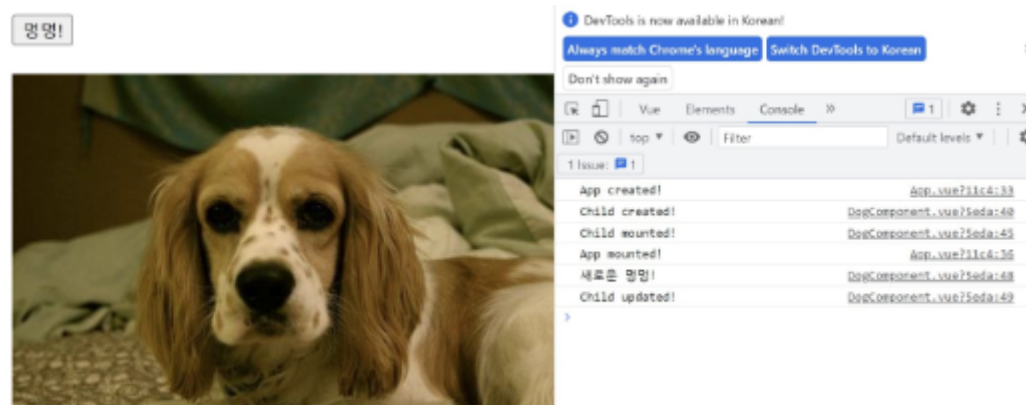 멍멍!
DevTools is now available in Korean!
Always match Chrome's language Switch DevTools to Korean
Don't show again
Vue Elements Console » 1
top ▼ Filter Default levels ▼
1 Issue: 1
App created! App.vue?11c4:33
Child created! DogComponent.vue?5eda:40
Child mounted! DogComponent.vue?5eda:45
App mounted! App.vue?11c4:36
새로운 멍멍! DogComponent.vue?5eda:48
Child updated! DogComponent.vue?5eda:49